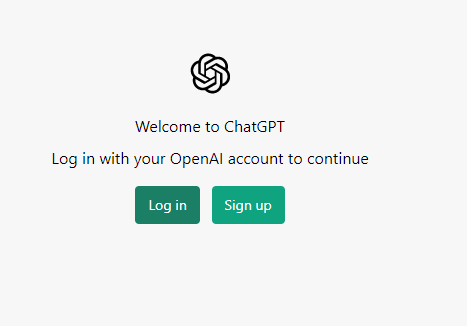 Welcome to ChatGPT
Log in with your OpenAI account to continue
Log in Sign up